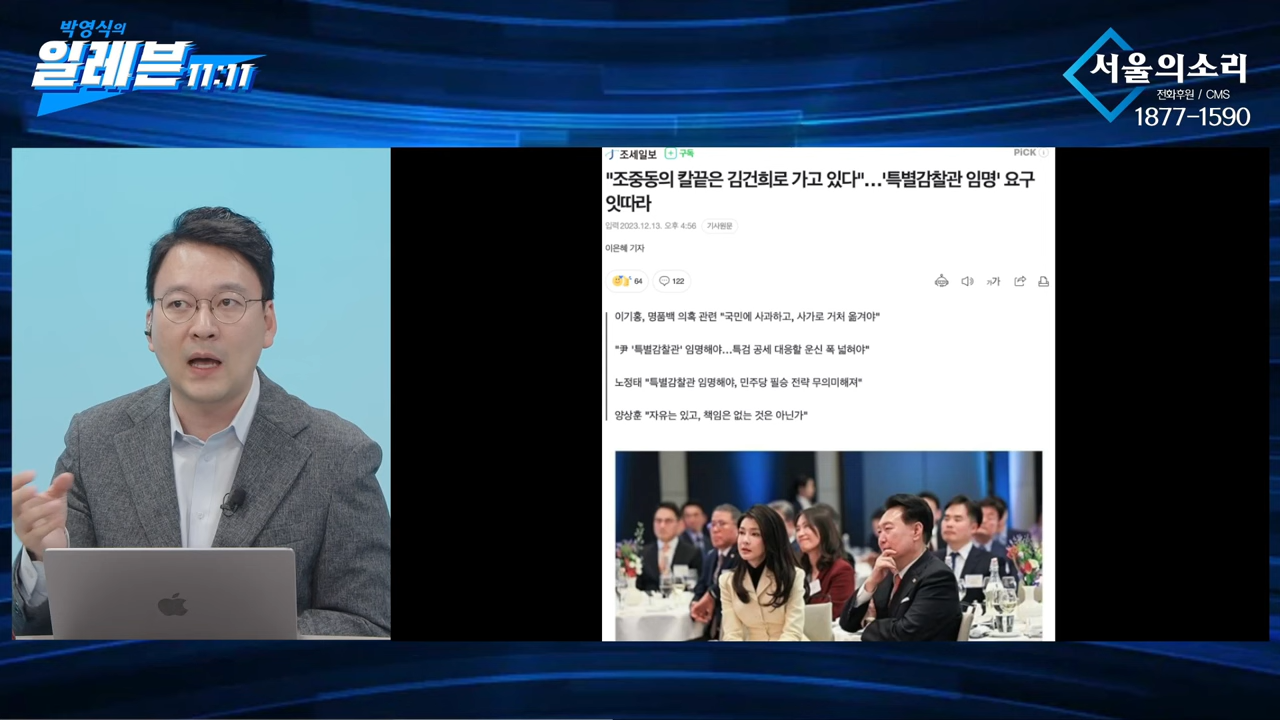 박영식의
일레븐 11:11
서울의소리
전화후원 / CMS
1877-1590
조세일보 구독
PiCK
"조중동의 칼끝은 김건희로 가고 있다"…'특별감찰관 임명' 요구
잇따라
입력2023.12.13. 오후 4:56 기사원문
이은혜 기자
64 122
가가
이기홍, 명품백 의혹 관련 "국민에 사과하고, 사가로 거처 옮겨야"
"尹 '특별감찰관' 임명해야…특검 공세 대응할 운신 폭 넓혀야"
노정태 "특별감찰관 임명해야, 민주당 필승 전략 무의미해져"
양상훈 "자유는 있고, 책임은 없는 것은 아닌가"